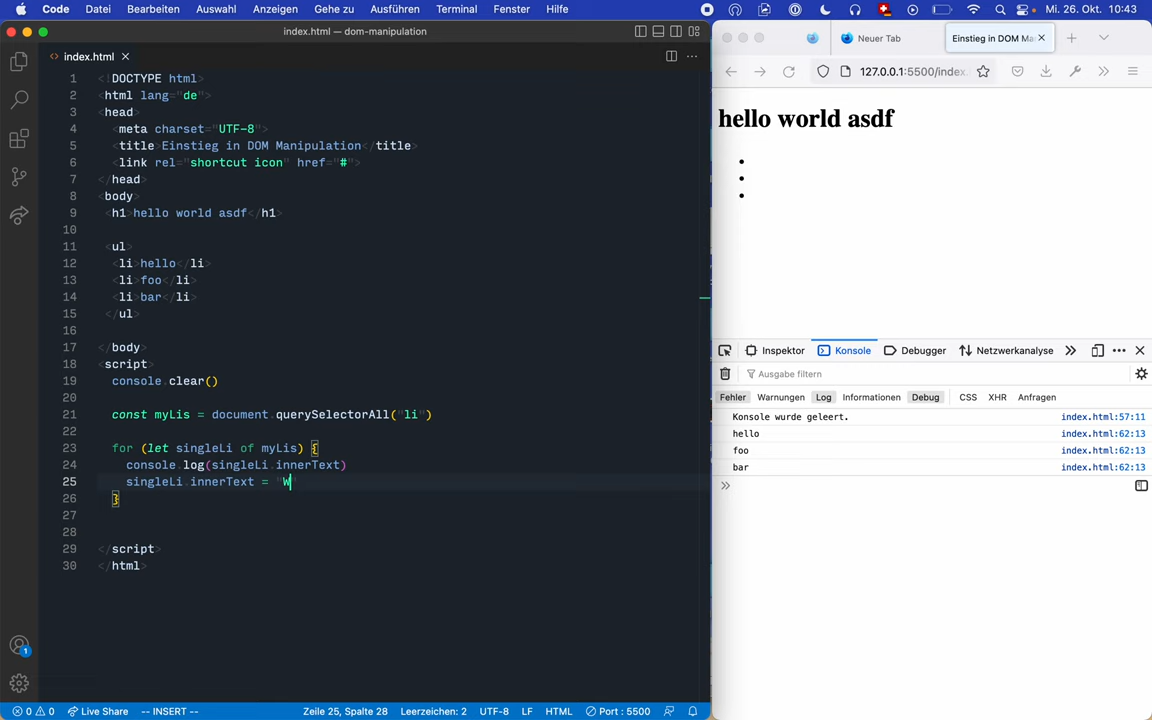 Code Datei Bearbeiten Auswahl Anzeigen Gehe zu Ausführen Terminal Fenster Hilfe Mi. 26. Okt. 10:43
index.html — dom-manipulation
<> index.html ×
1 <!DOCTYPE html>
2 <html lang="de">
3 <head>
4 <meta charset="UTF-8">
5 <title>Einstieg in DOM Manipulation</title>
6 <link rel="shortcut icon" href="#">
7 </head>
8 <body>
9 <h1>hello world asdf</h1>
10
11 <ul>
12 <li>hello</li>
13 <li>foo</li>
14 <li>bar</li>
15 </ul>
16
17 </body>
18 <script>
19 console.clear()
20
21 const myLis = document.querySelectorAll("li")
22
23 for (let singleLi of myLis) {
24 console.log(singleLi.innerText)
25 singleLi.innerText = "W"
26 }
27
28
29 </script>
30 </html>
1
0 0 Live Share -- INSERT -- Zeile 25, Spalte 28 Leerzeichen: 2 UTF-8 LF HTML Port : 5500
Neuer Tab Einstieg in DOM Ma ×
127.0.0.1:5500/index.
hello world asdf
•
•
•
Inspektor Konsole Debugger Netzwerkanalyse
Ausgabe filtern
Fehler Warnungen Log Informationen Debug CSS XHR Anfragen
Konsole wurde geleert. index.html:57:11
hello index.html:62:13
foo index.html:62:13
bar index.html:62:13